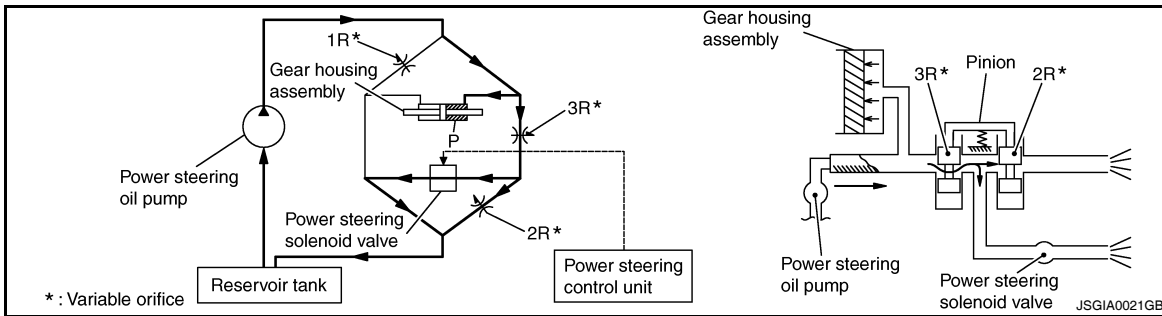 1R*
Gear housing
assembly
3R*
P
Power steering
oil pump
Power steering
solenoid valve
2R*
Reservoir tank
Power steering
control unit
* : Variable orifice
Gear housing
assembly
Pinion
3R*
2R*
Power steering
oil pump
Power steering
solenoid valve
JSGIA0021GB